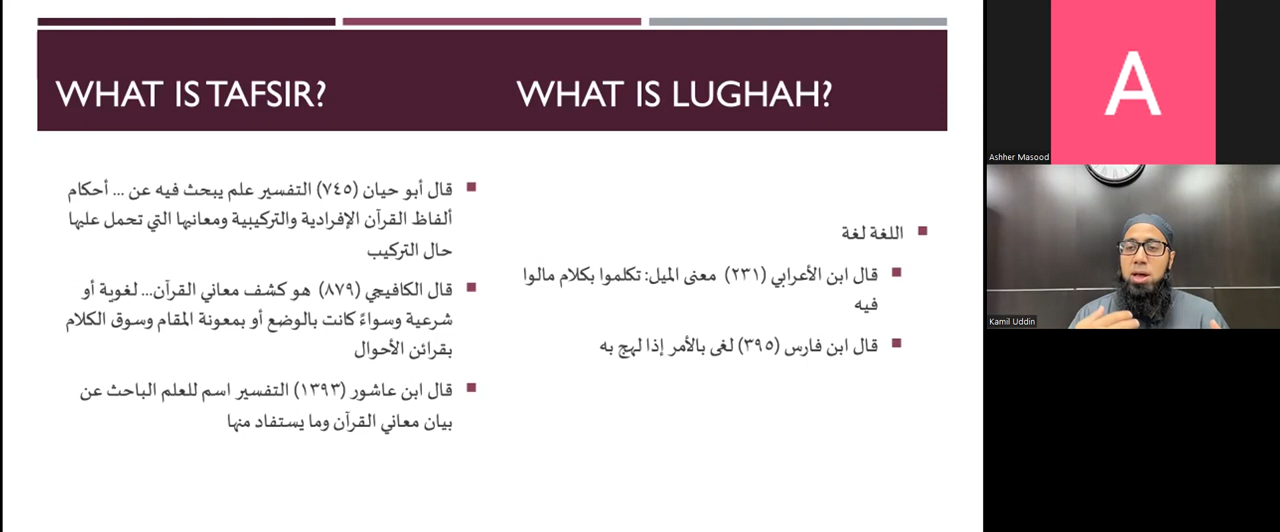 WHAT IS TAFSIR?
قال أبو حيان (٧٤٥) التفسير علم يبحث فيه عن ... أحكام
ألفاظ القرآن الإفرادية والتركيبية ومعانيها التي تحمل عليها
حال التركيب
قال الكافيجي (٨٧٩) هو كشف معاني القرآن... لغوية أو
شرعية وسواءً كانت بالوضع أو بمعونة المقام وسوق الكلام
بقرائن الأحوال
قال ابن عاشور (١٣٩٣) التفسير اسم للعلم الباحث عن
بيان معاني القرآن وما يستفاد منها
WHAT IS LUGHAH?
اللغة لغة
قال ابن الأعرابي (٢٣١) معنى الميل: تكلموا بكلام مالوا
فيه
قال ابن فارس (٣٩٥) لغى بالأمر إذا لهج به
A
Ashher Masood
Kamil Uddin